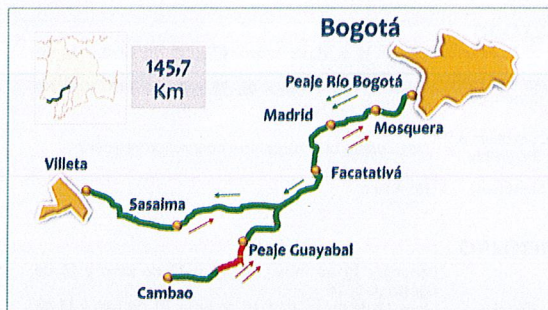 Bogotá
145,7
Km
Peaje Río Bogotá
Madrid
Mosquera
Villeta
Facatativá
Sasaima
Peaje Guayabal
Cambao